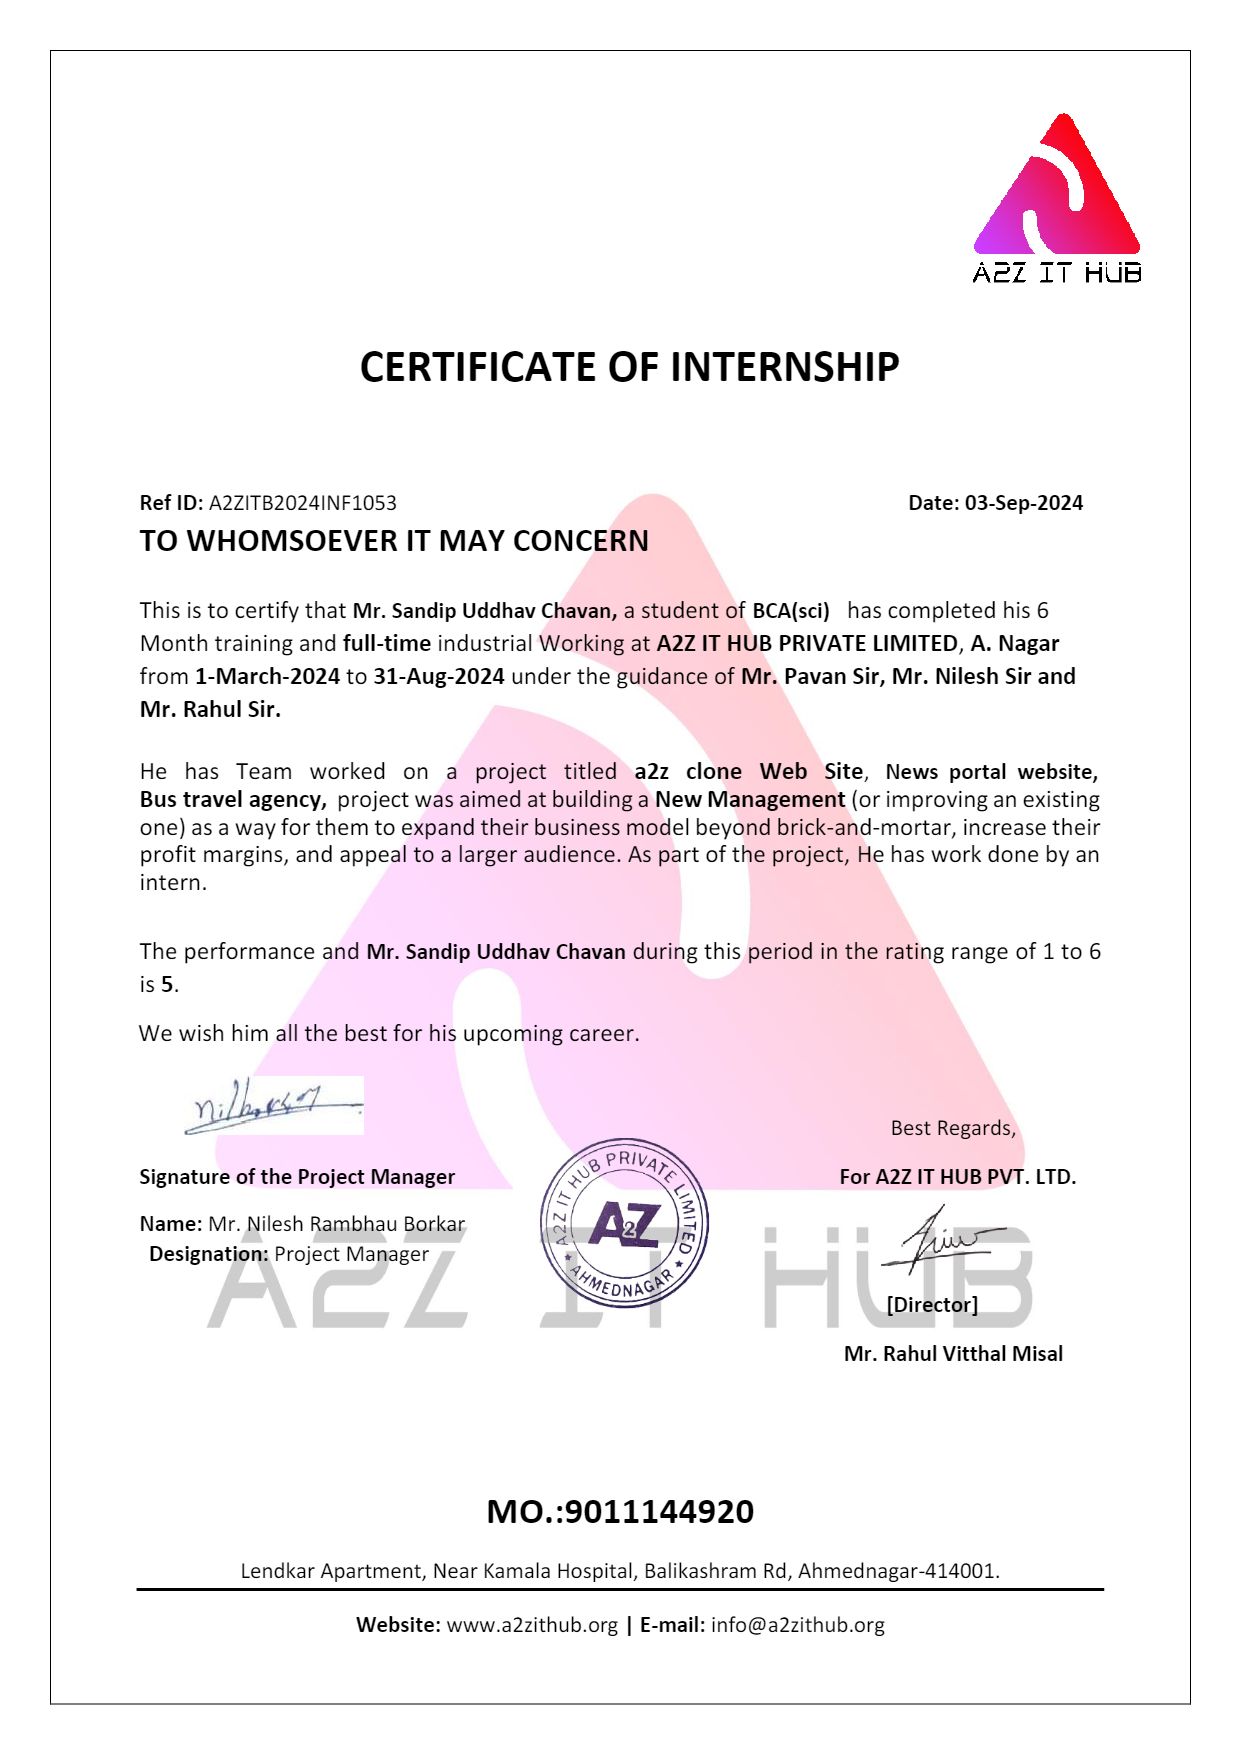 A2Z IT HUB
CERTIFICATE OF INTERNSHIP
Ref ID: A2ZITB2024INF1053 Date: 03-Sep-2024
TO WHOMSOEVER IT MAY CONCERN
This is to certify that Mr. Sandip Uddhav Chavan, a student of BCA(sci) has completed his 6
Month training and full-time industrial Working at A2Z IT HUB PRIVATE LIMITED, A. Nagar
from 1-March-2024 to 31-Aug-2024 under the guidance of Mr. Pavan Sir, Mr. Nilesh Sir and
Mr. Rahul Sir.
He has Team worked on a project titled a2z clone Web Site, News portal website,
Bus travel agency, project was aimed at building a New Management (or improving an existing
one) as a way for them to expand their business model beyond brick-and-mortar, increase their
profit margins, and appeal to a larger audience. As part of the project, He has work done by an
intern.
The performance and Mr. Sandip Uddhav Chavan during this period in the rating range of 1 to 6
is 5.
We wish him all the best for his upcoming career.
Best Regards,
Signature of the Project Manager
For A2Z IT HUB PVT. LTD.
Name: Mr. Nilesh Rambhau Borkar
Designation: Project Manager
A2Z IT HUB PRIVATE LIMITED
A2Z
★ AHMEDNAGAR ★
A2Z IT HUB
[Director]
Mr. Rahul Vitthal Misal
MO.:9011144920
Lendkar Apartment, Near Kamala Hospital, Balikashram Rd, Ahmednagar-414001.
Website: www.a2zithub.org | E-mail: info@a2zithub.org